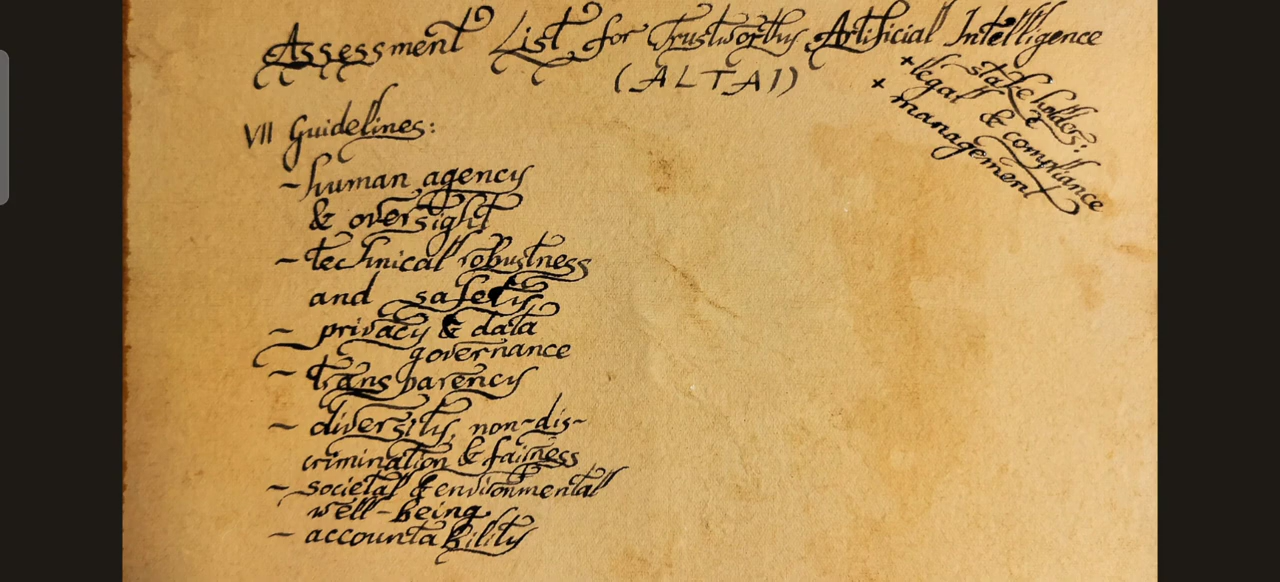 Assessment List for Trustworthy Artificial Intelligence
(ALTAI)
stakeholders:
+ legal & compliance
+ management
VII Guidelines:
- human agency
& oversight
- technical robustness
and safety
- privacy & data
governance
- transparency
- diversity, non-dis-
crimination & fairness
- societal & environmental
well-being
- accountability